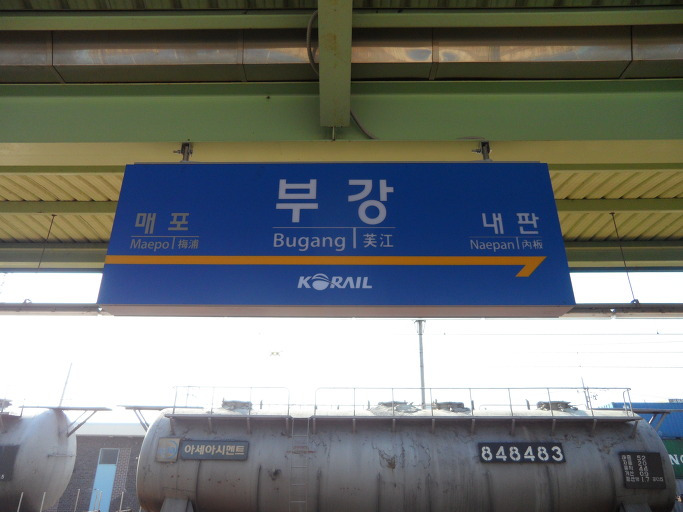 부강
Bugang 芙江
매포
Maepo 梅浦
내판
Naepan 內板
KORAIL
아세아시멘트
848483